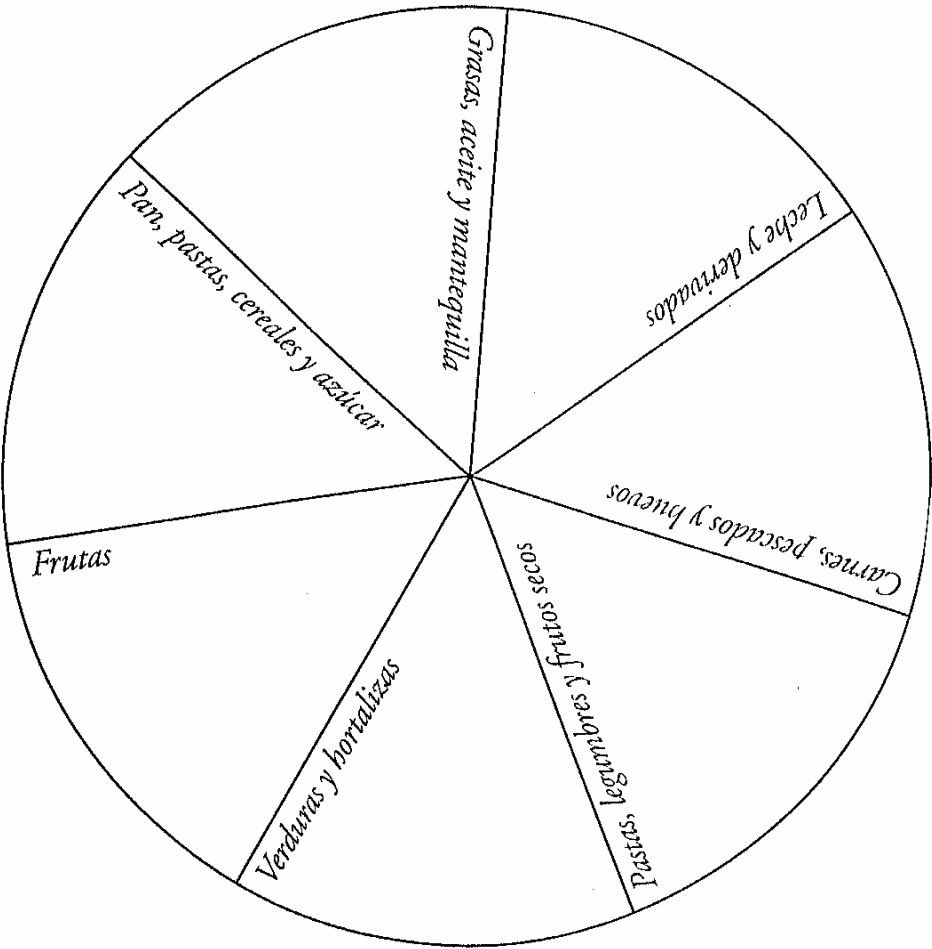 Grasas, aceite y mantequilla
Leche y derivados
Carnes, pescados y huevos
Pastas, legumbres y frutos secos
Verduras y hortalizas
Frutas
Pan, pastas, cereales y azúcar